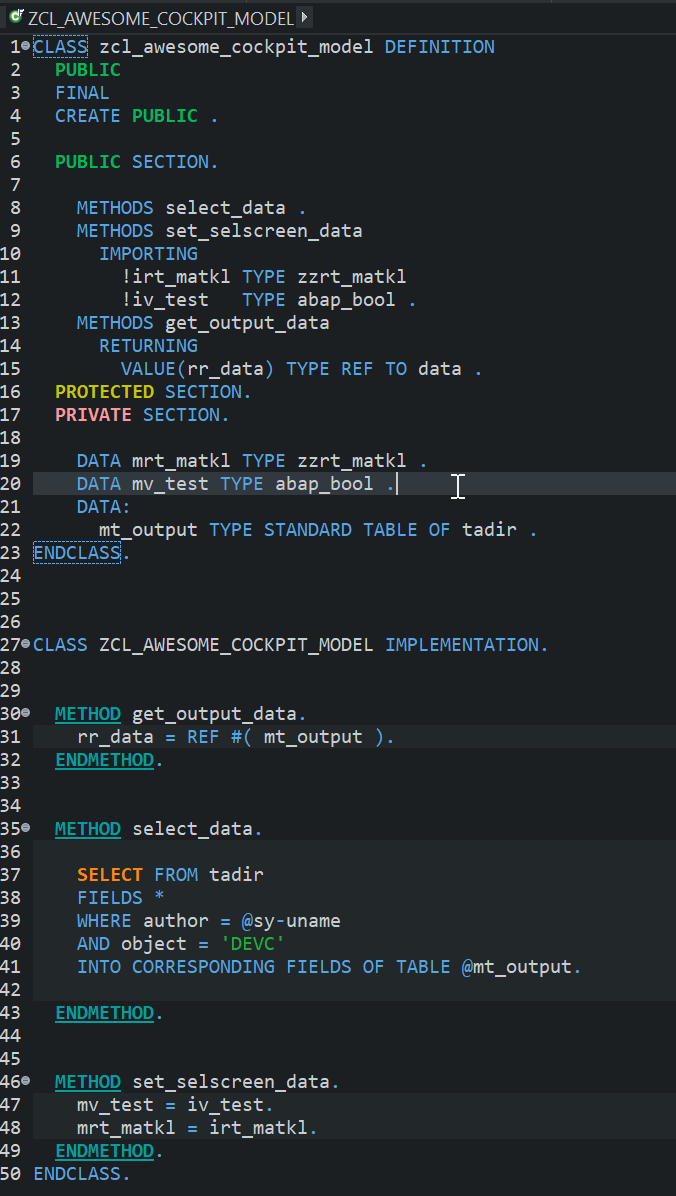 ZCL_AWESOME_COCKPIT_MODEL
1 CLASS zcl_awesome_cockpit_model DEFINITION
2   PUBLIC
3   FINAL
4   CREATE PUBLIC .
5
6   PUBLIC SECTION.
7
8     METHODS select_data .
9     METHODS set_selscreen_data
10       IMPORTING
11         !irt_matkl TYPE zzrt_matkl
12         !iv_test   TYPE abap_bool .
13     METHODS get_output_data
14       RETURNING
15         VALUE(rr_data) TYPE REF TO data .
16   PROTECTED SECTION.
17   PRIVATE SECTION.
18
19     DATA mrt_matkl TYPE zzrt_matkl .
20     DATA mv_test TYPE abap_bool .
21     DATA:
22       mt_output TYPE STANDARD TABLE OF tadir .
23 ENDCLASS.
24
25
26
27 CLASS ZCL_AWESOME_COCKPIT_MODEL IMPLEMENTATION.
28
29
30   METHOD get_output_data.
31     rr_data = REF #( mt_output ).
32   ENDMETHOD.
33
34
35   METHOD select_data.
36
37     SELECT FROM tadir
38     FIELDS *
39     WHERE author = @sy-uname
40     AND object = 'DEVC'
41     INTO CORRESPONDING FIELDS OF TABLE @mt_output.
42
43   ENDMETHOD.
44
45
46   METHOD set_selscreen_data.
47     mv_test = iv_test.
48     mrt_matkl = irt_matkl.
49   ENDMETHOD.
50 ENDCLASS.